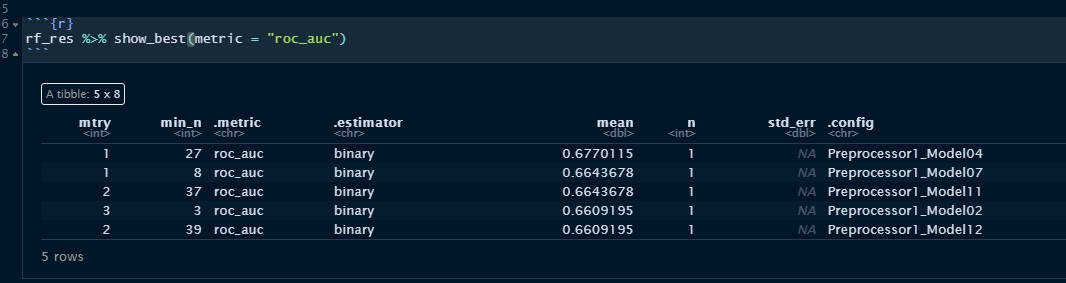 5
6 ```{r}
7 rf_res %>% show_best(metric = "roc_auc")
8 ```
A tibble: 5 x 8
mtry min_n .metric .estimator mean n std_err .config
<int> <int> <chr> <chr> <dbl> <int> <dbl> <chr>
1 27 roc_auc binary 0.6770115 1 NA Preprocessor1_Model04
1 8 roc_auc binary 0.6643678 1 NA Preprocessor1_Model07
2 37 roc_auc binary 0.6643678 1 NA Preprocessor1_Model11
3 3 roc_auc binary 0.6609195 1 NA Preprocessor1_Model02
2 39 roc_auc binary 0.6609195 1 NA Preprocessor1_Model12
5 rows